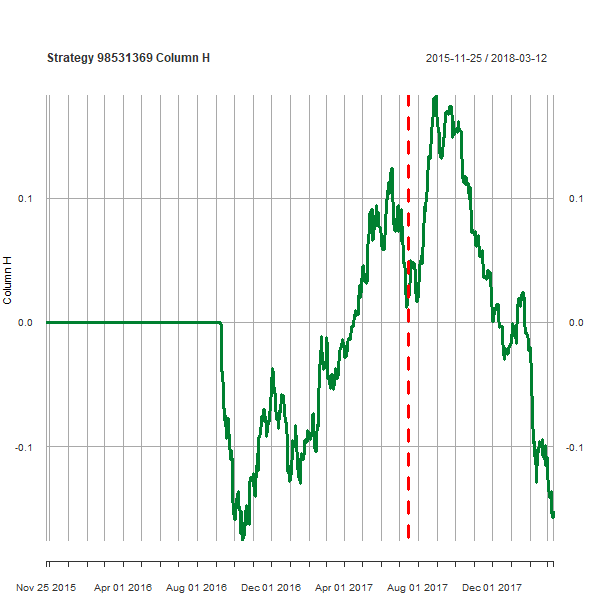 Strategy 98531369 Column H
2015-11-25 / 2018-03-12
0.1
0.1
Column H
0.0
0.0
-0.1
-0.1
Nov 25 2015
Apr 01 2016
Aug 01 2016
Dec 01 2016
Apr 01 2017
Aug 01 2017
Dec 01 2017